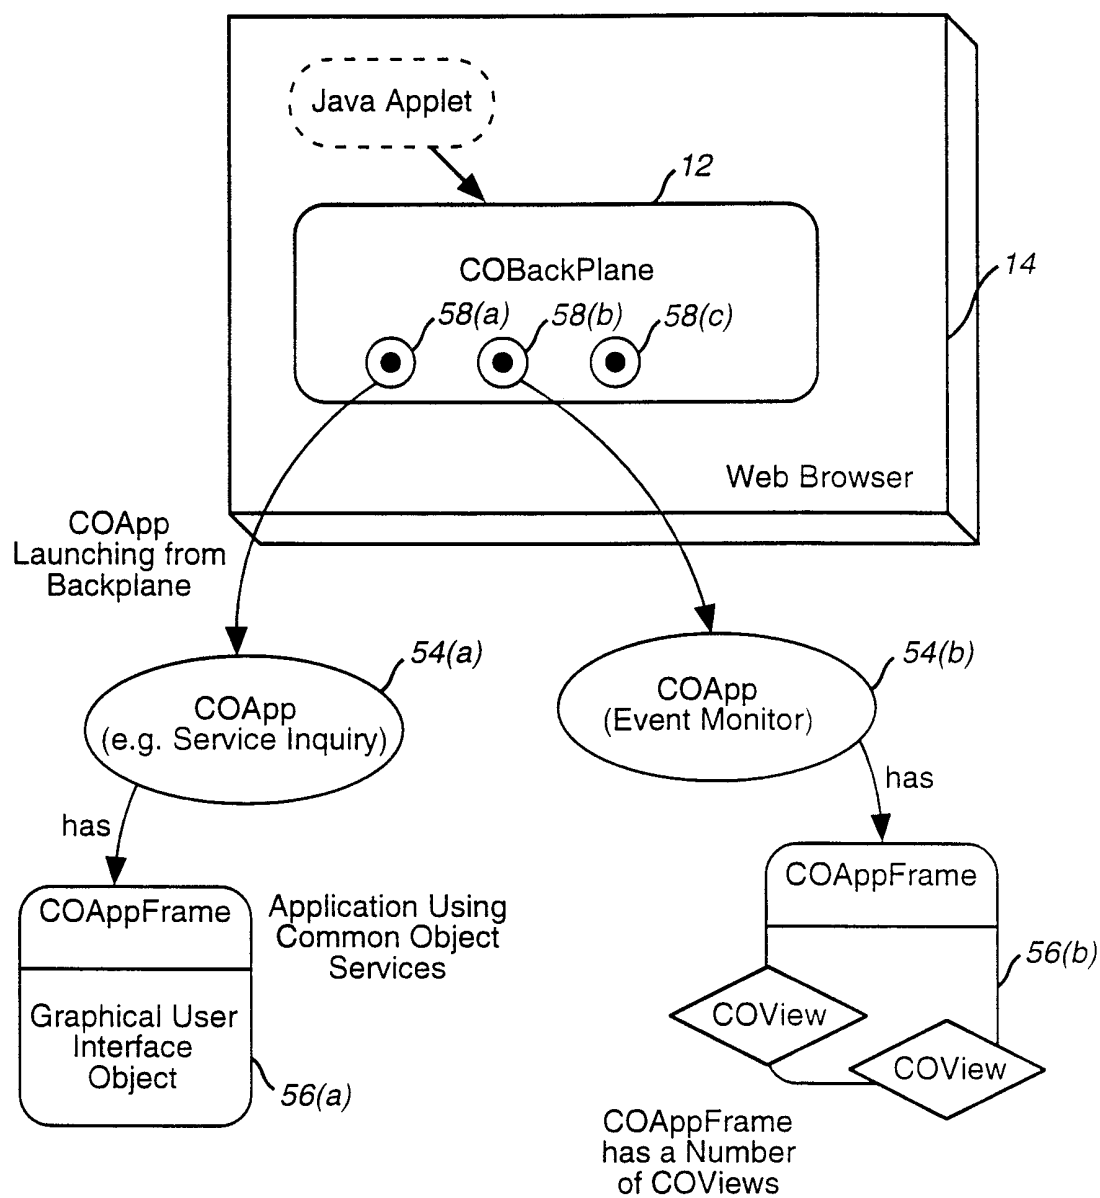 Java Applet
12
COBackPlane
14
58(a)
58(b)
58(c)
Web Browser
COApp
Launching from
Backplane
54(a)
54(b)
COApp
(e.g. Service Inquiry)
COApp
(Event Monitor)
has
has
COAppFrame
Application Using
Common Object
Services
Graphical User
Interface
Object
56(a)
COAppFrame
56(b)
COView
COView
COAppFrame
has a Number
of COViews